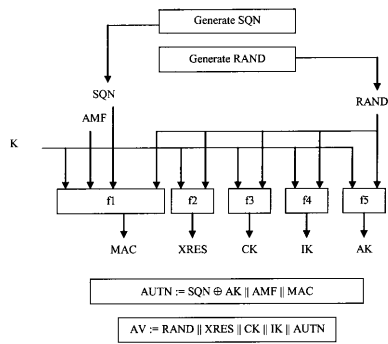 Generate SQN
Generate RAND
SQN
RAND
AMF
K
f1 f2 f3 f4 f5
MAC XRES CK IK AK
AUTN := SQN ⊕ AK || AMF || MAC
AV := RAND || XRES || CK || IK || AUTN